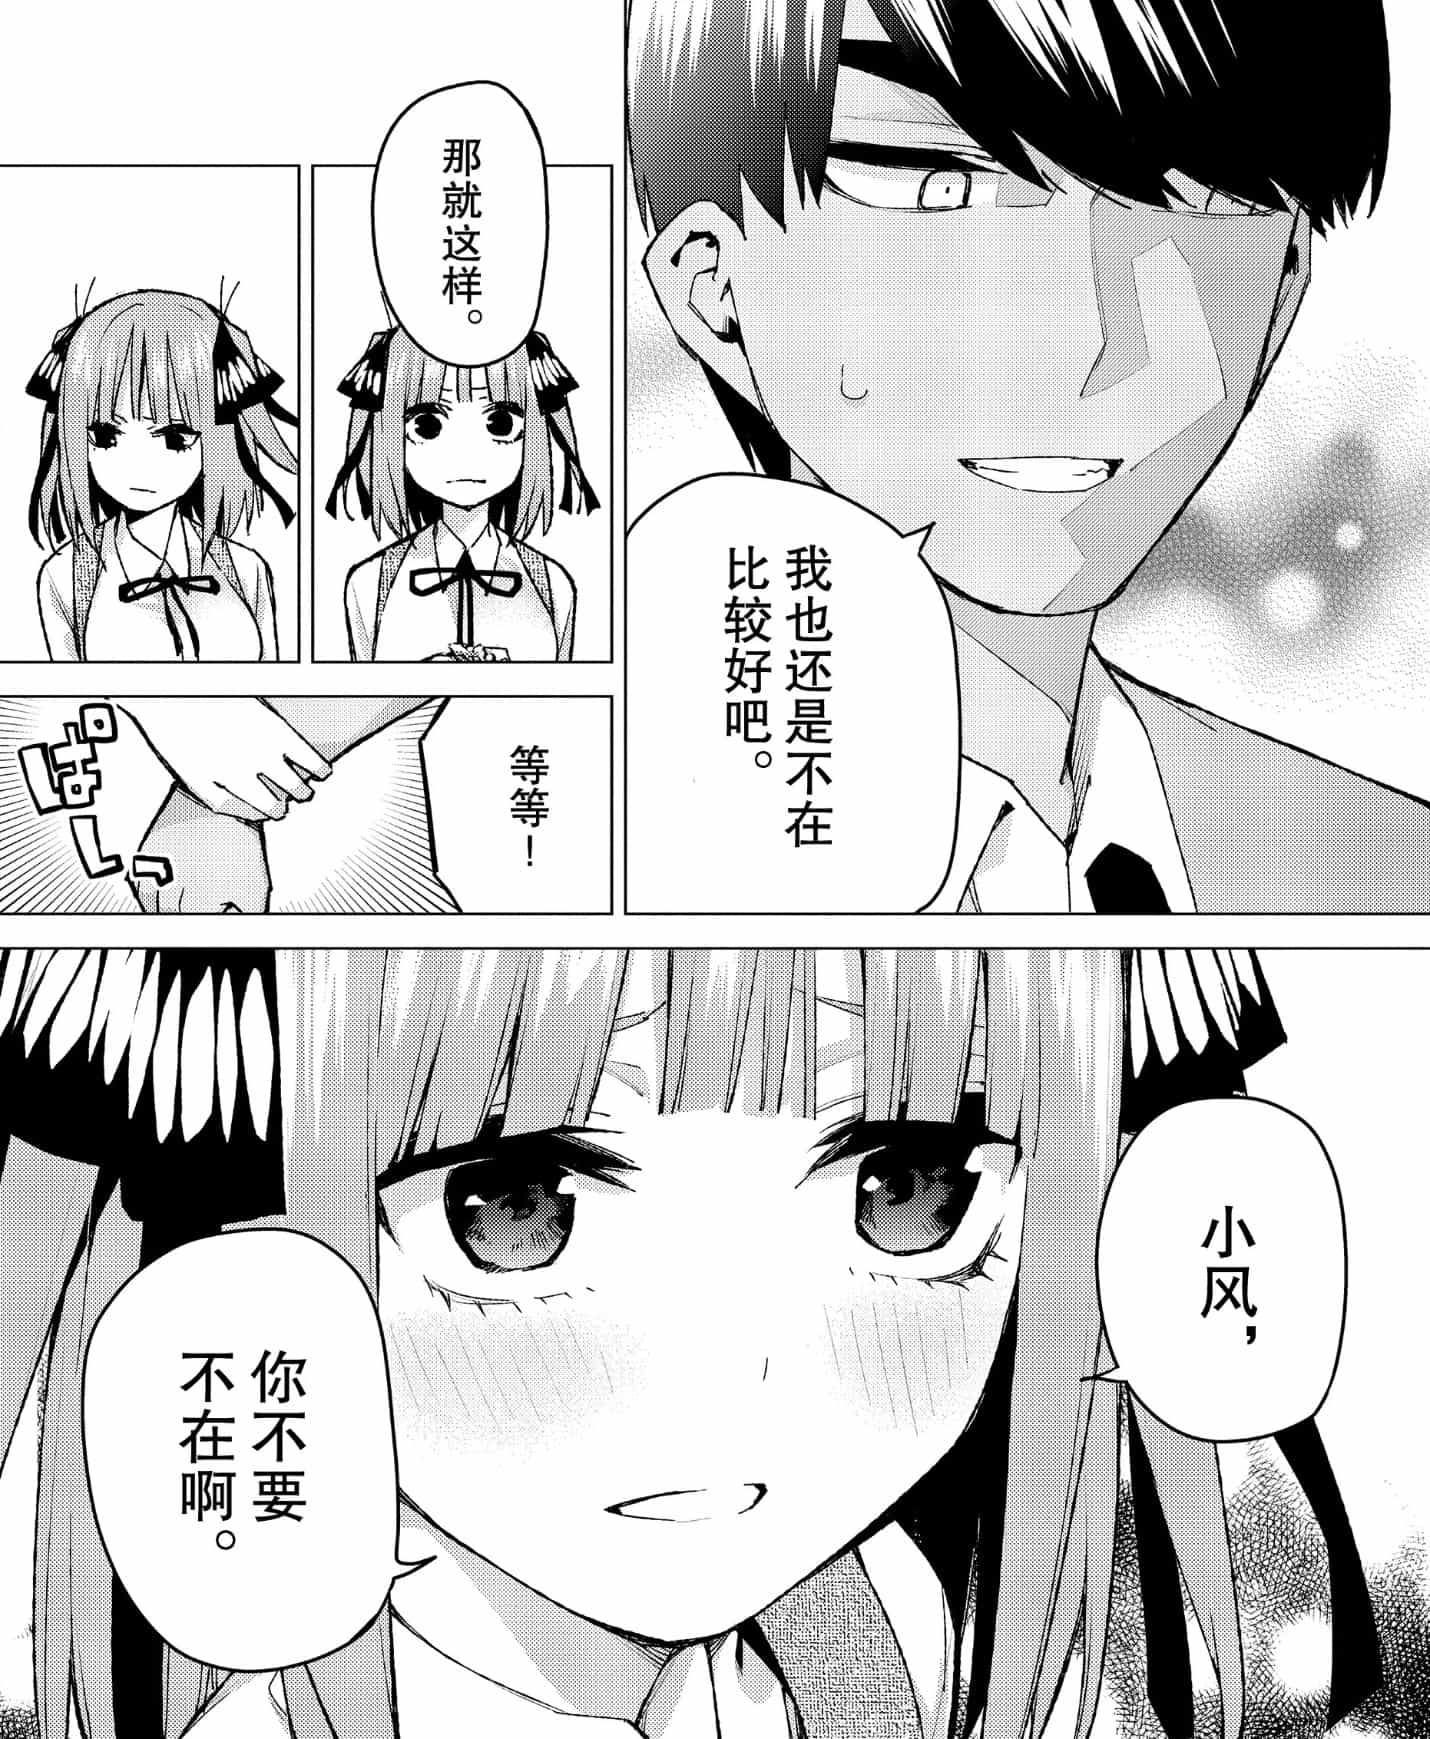 我也还是不在
比较好吧。
那就这样。
等等！
ぱしっ
小风，
你不要
不在啊。